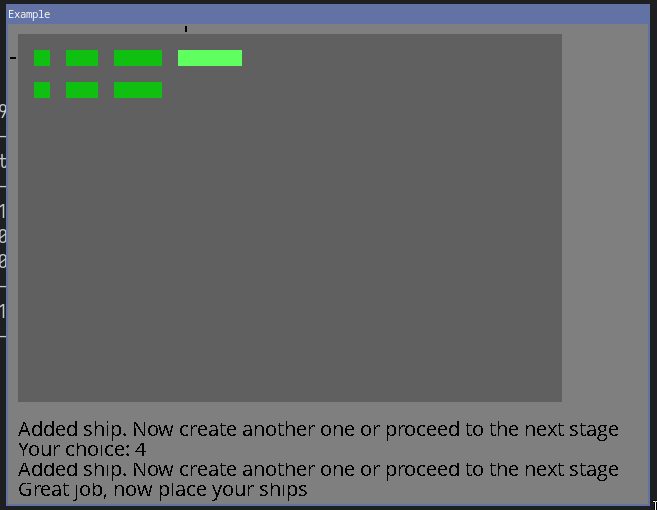 Example
Added ship. Now create another one or proceed to the next stage
Your choice: 4
Added ship. Now create another one or proceed to the next stage
Great job, now place your ships